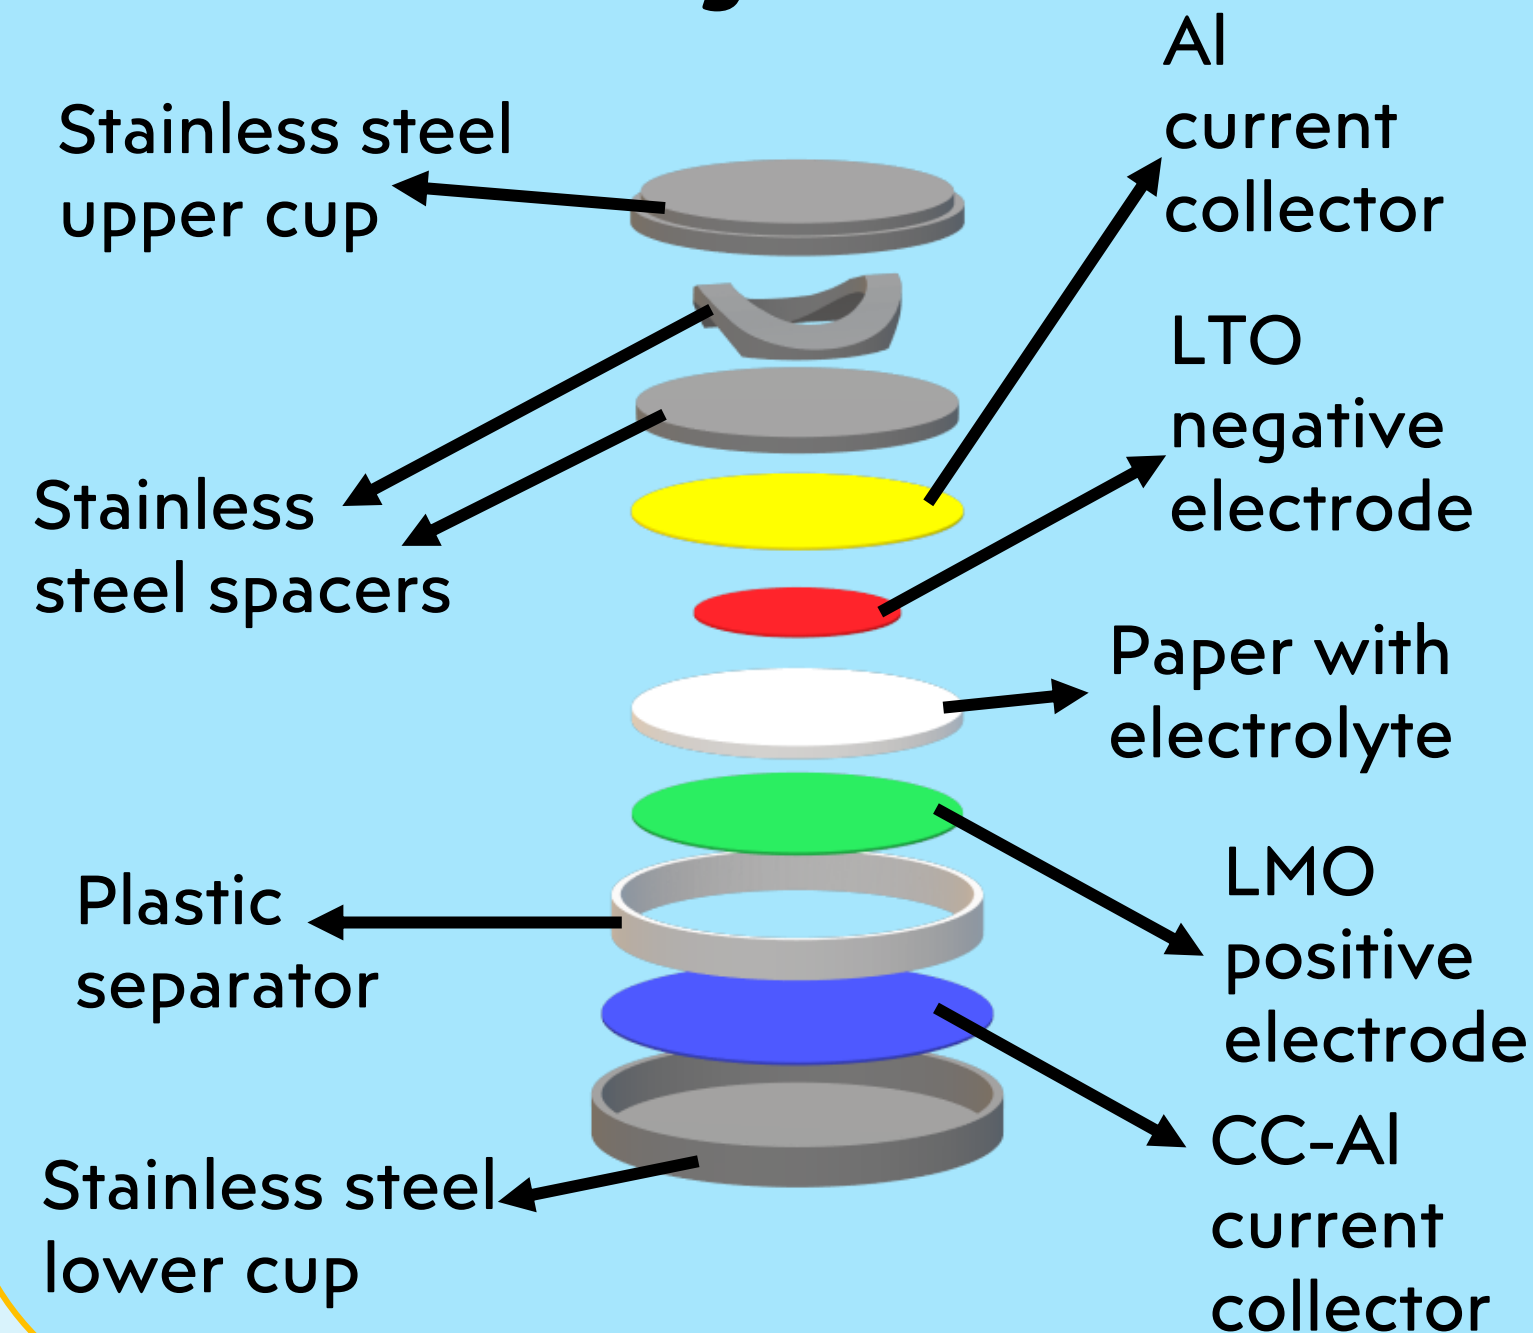 Stainless steel
upper cup
Stainless
steel spacers
Plastic
separator
Stainless steel
lower cup
Al
current
collector
LTO
negative
electrode
Paper with
electrolyte
LMO
positive
electrode
CC-Al
current
collector